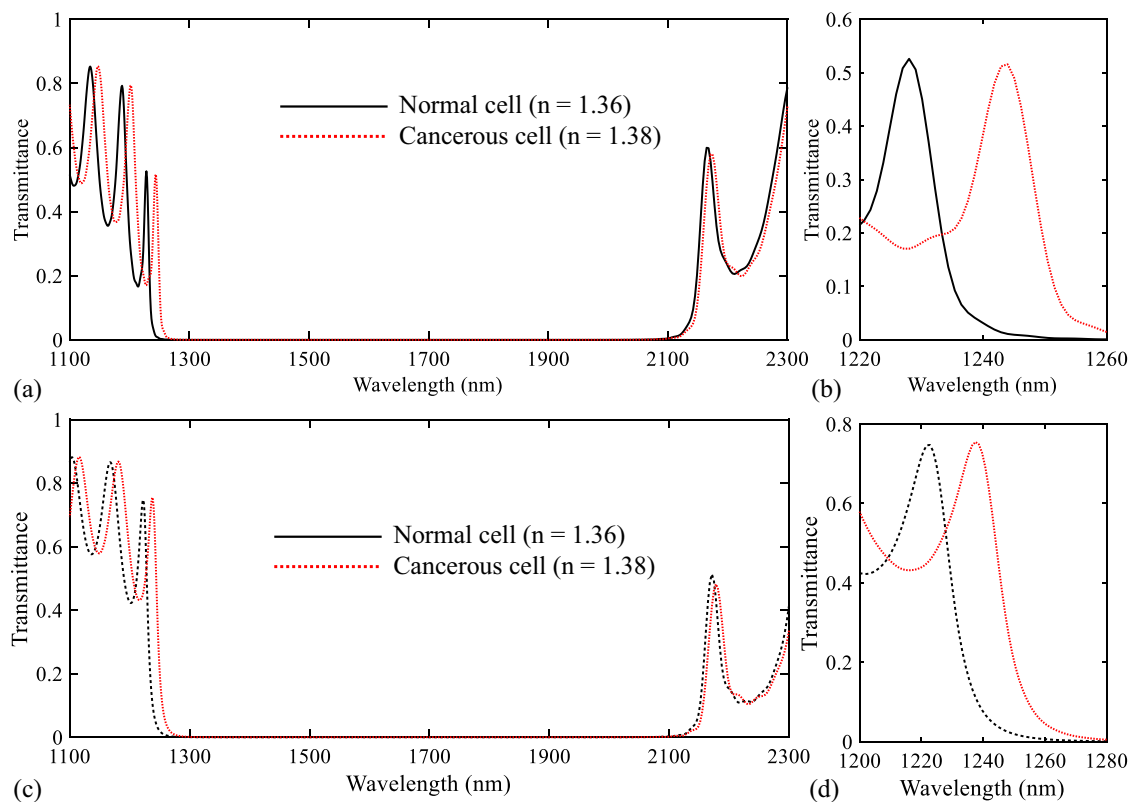 1
0.8
0.6
0.4
0.2
0
Transmittance
Normal cell (n = 1.36)
Cancerous cell (n = 1.38)
1100 1300 1500 1700 1900 2100 2300
Wavelength (nm)
(a)
0.6
0.5
0.4
0.3
0.2
0.1
0
Transmittance
1220 1240 1260
Wavelength (nm)
(b)
1
0.8
0.6
0.4
0.2
0
Transmittance
Normal cell (n = 1.36)
Cancerous cell (n = 1.38)
1100 1300 1500 1700 1900 2100 2300
Wavelength (nm)
(c)
0.8
0.6
0.4
0.2
0
Transmittance
1200 1220 1240 1260 1280
Wavelength (nm)
(d)